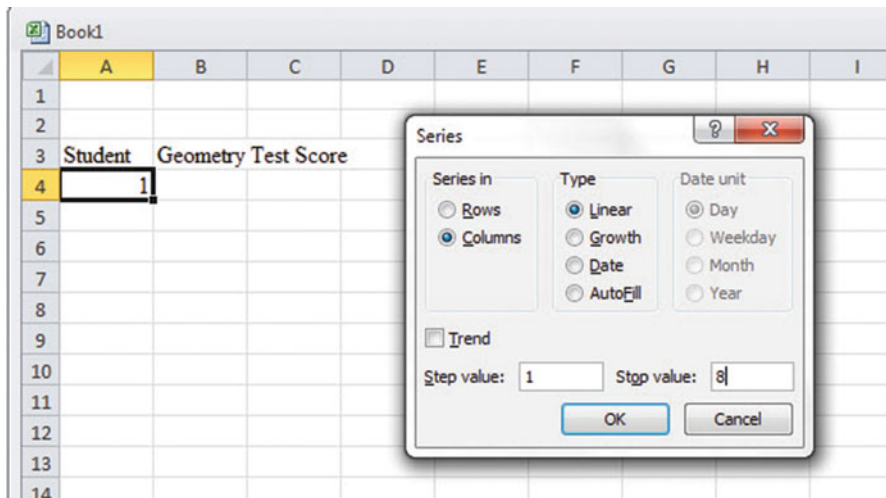 Book1
A B C D E F G H I
1
2
3 Student Geometry Test Score
4 1
5
6
7
8
9
10
11
12
13
14
Series
Series in Type Date unit
Rows Linear Day
Columns Growth Weekday
Date Month
AutoFill Year
Trend
Step value: 1 Stop value: 8
OK Cancel